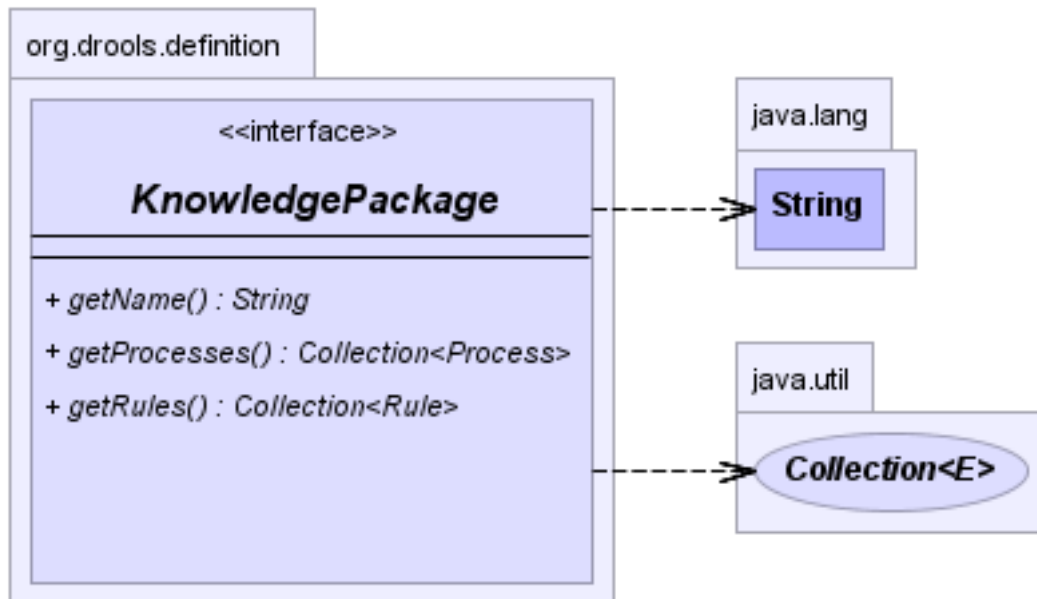 org.drools.definition
<<interface>>
KnowledgePackage
+ getName() : String
+ getProcesses() : Collection<Process>
+ getRules() : Collection<Rule>
java.lang
String
java.util
Collection<E>